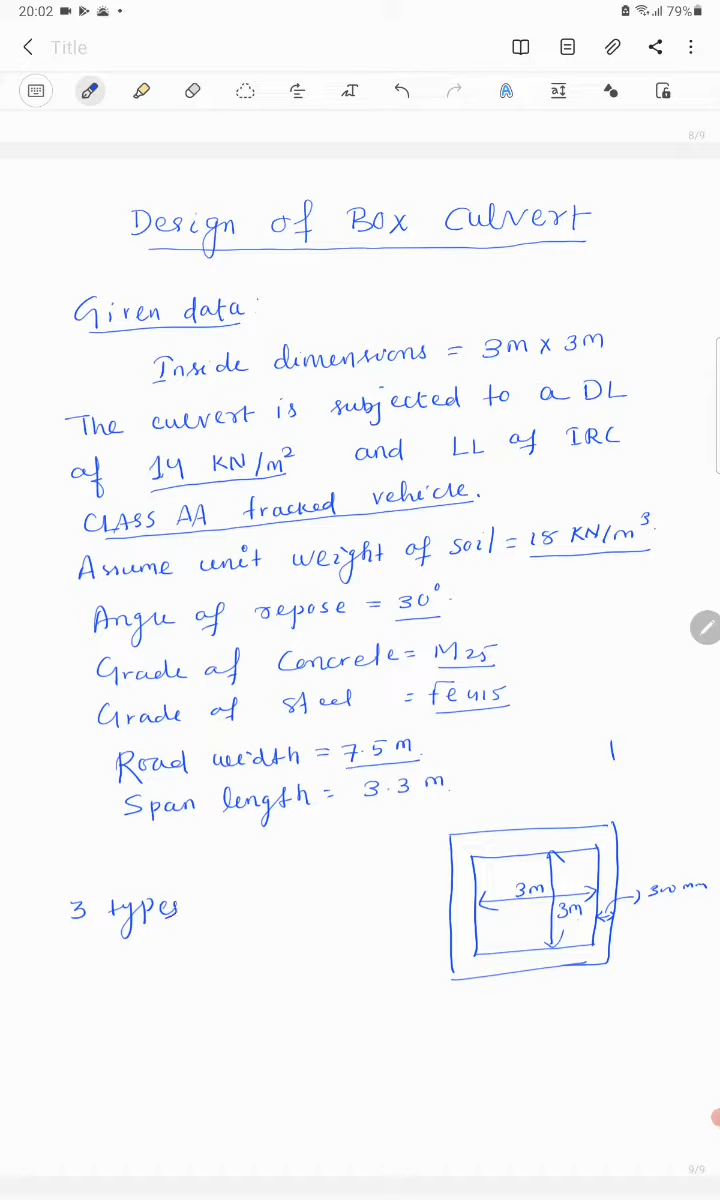 20:02
79%
Title
8/9
Design of Box Culvert
Given data:
Inside dimensions = 3m x 3m
The culvert is subjected to a DL
of 14 KN/m² and LL of IRC
CLASS AA tracked vehicle.
Assume unit weight of soil = 18 KN/m³.
Angle of repose = 30°.
Grade of Concrete = M25
Grade of steel = fe 415
Road width = 7.5 m.
Span length = 3.3 m.
3 types
3m
3m
300 mm
9/9